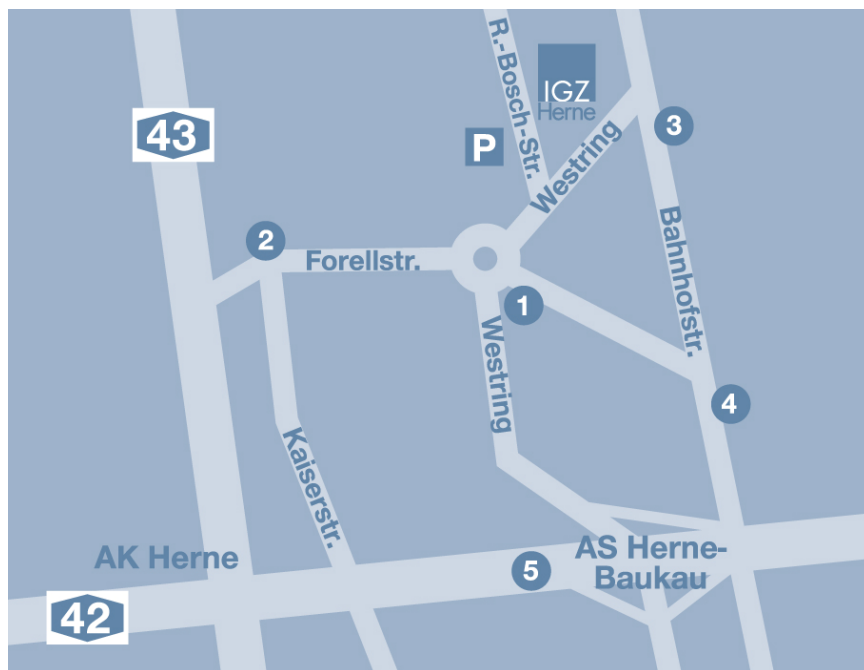 R.-Bosch-Str.
IGZ
Herne
43
3
P
Westring
2
Forellstr.
Bahnhofstr.
1
Westring
4
Kaiserstr.
AK Herne
5
AS Herne-
Baukau
42